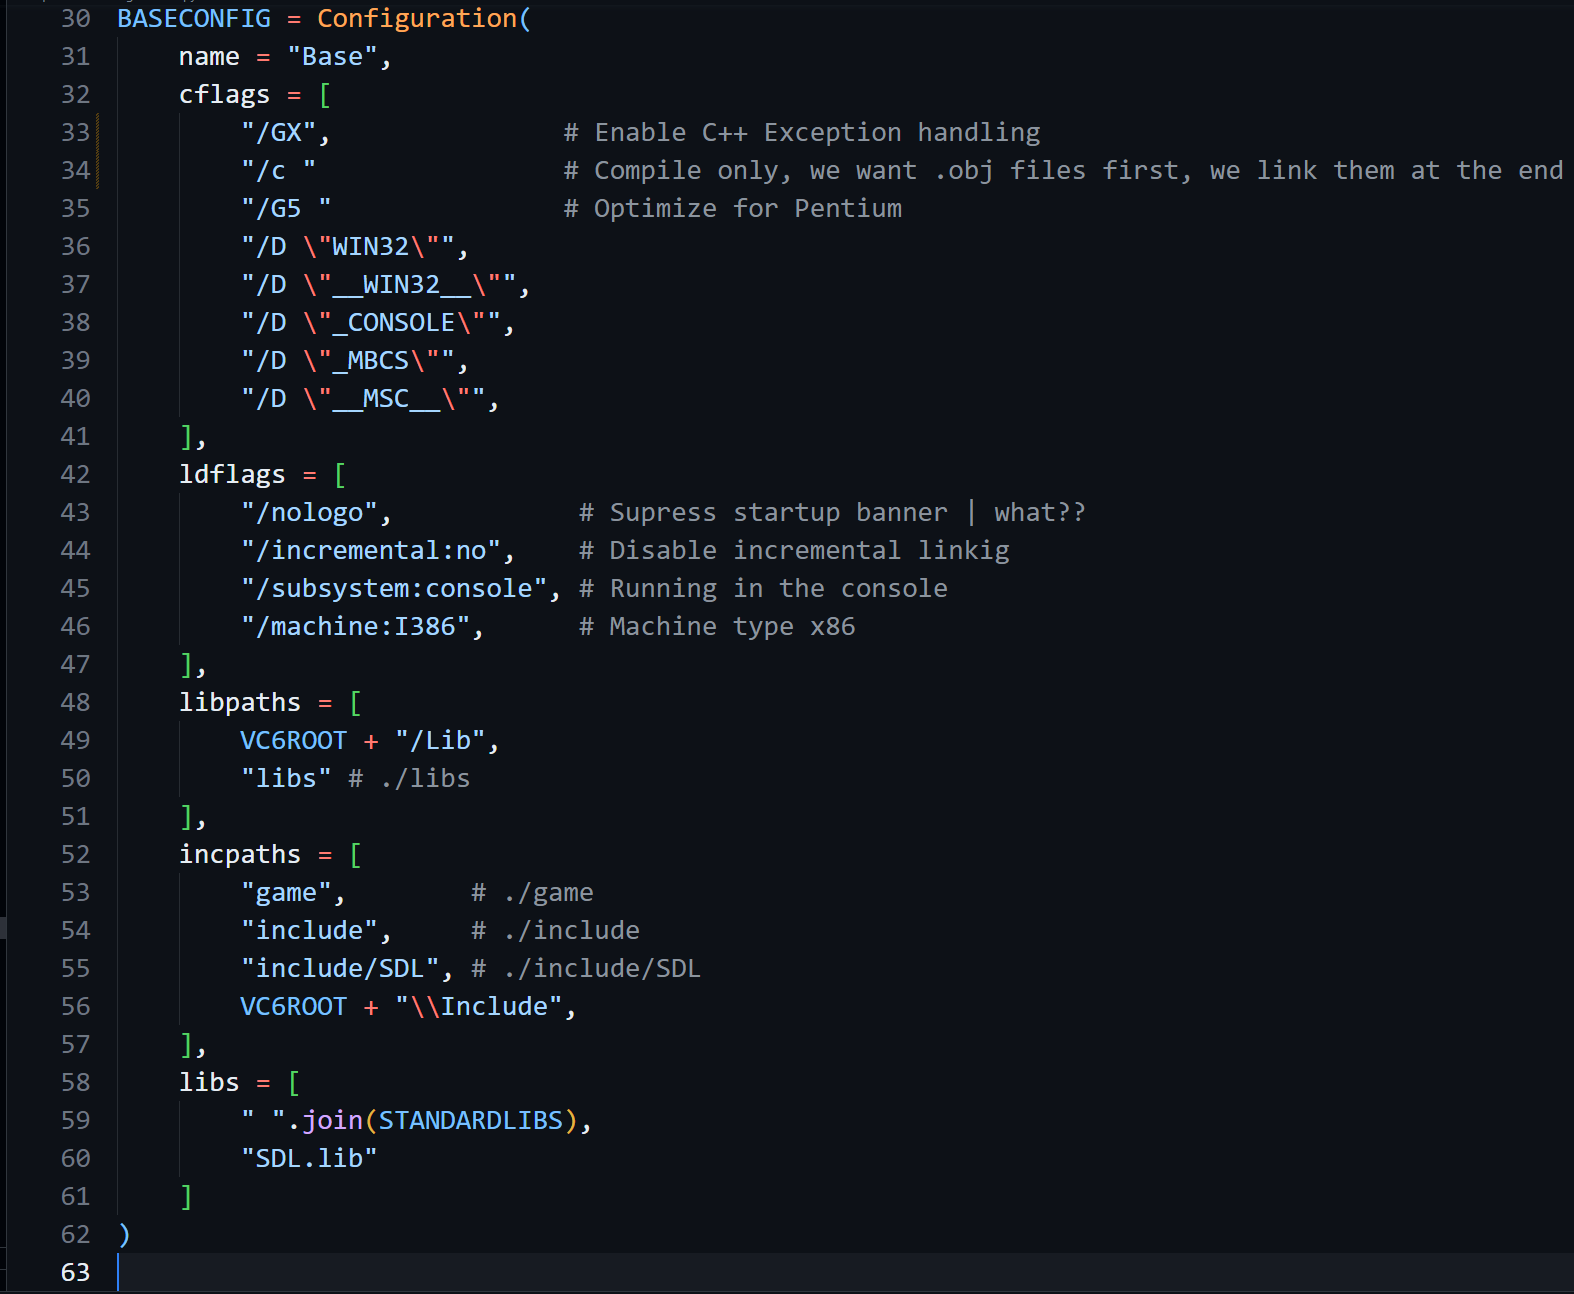 30 BASECONFIG = Configuration(
31     name = "Base",
32     cflags = [
33         "/GX",               # Enable C++ Exception handling
34         "/c "                # Compile only, we want .obj files first, we link them at the end
35         "/G5 "               # Optimize for Pentium
36         "/D \"WIN32\"",
37         "/D \"__WIN32__\"",
38         "/D \"_CONSOLE\"",
39         "/D \"_MBCS\"",
40         "/D \"__MSC__\"",
41     ],
42     ldflags = [
43         "/nologo",            # Supress startup banner | what??
44         "/incremental:no",    # Disable incremental linkig
45         "/subsystem:console", # Running in the console
46         "/machine:I386",      # Machine type x86
47     ],
48     libpaths = [
49         VC6ROOT + "/Lib",
50         "libs" # ./libs
51     ],
52     incpaths = [
53         "game",        # ./game
54         "include",     # ./include
55         "include/SDL", # ./include/SDL
56         VC6ROOT + "\\Include",
57     ],
58     libs = [
59         " ".join(STANDARDLIBS),
60         "SDL.lib"
61     ]
62 )
63